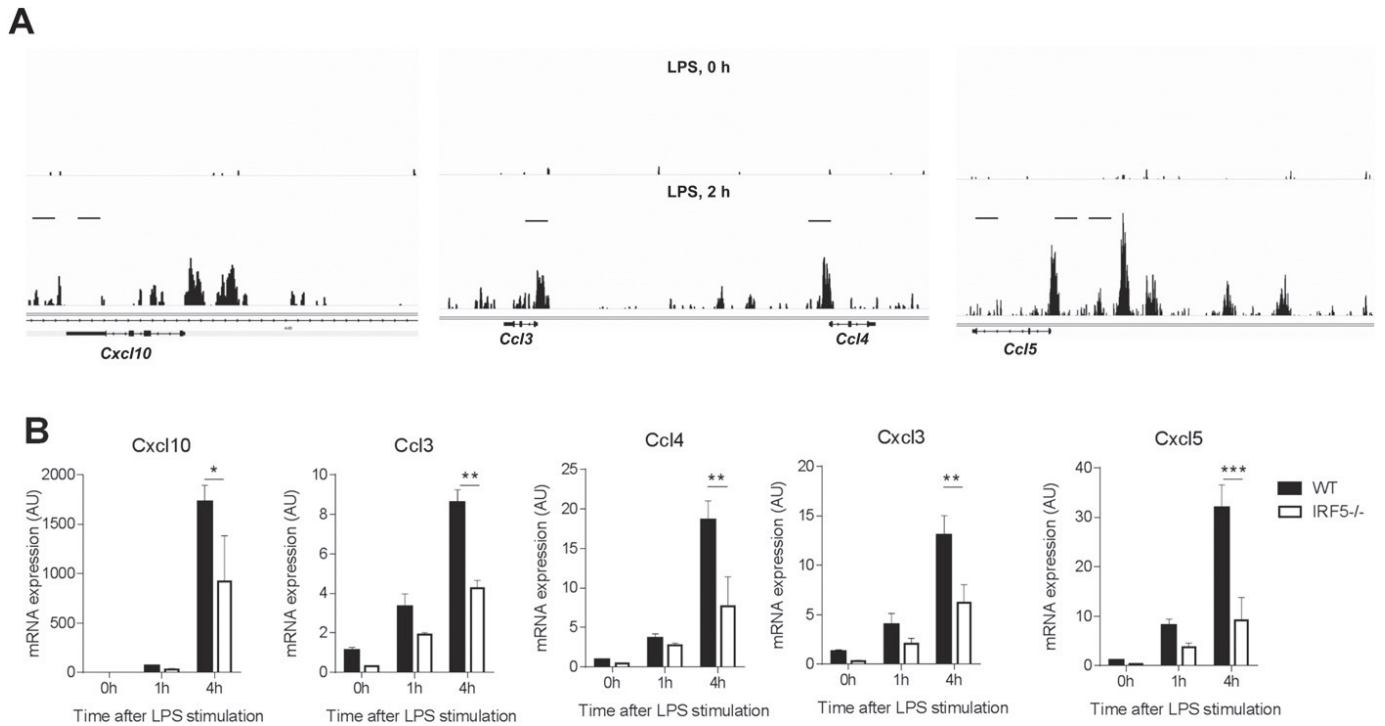 A
LPS, 0 h
LPS, 2 h
Cxcl10
Ccl3
Ccl4
Ccl5
B
Cxcl10
mRNA expression (AU)
2000
1500
1000
500
0
0h 1h 4h
*
Time after LPS stimulation
Ccl3
mRNA expression (AU)
10
8
6
4
2
0
0h 1h 4h
**
Time after LPS stimulation
Ccl4
mRNA expression (AU)
25
20
15
10
5
0
0h 1h 4h
**
Time after LPS stimulation
Cxcl3
mRNA expression (AU)
20
15
10
5
0
0h 1h 4h
**
Time after LPS stimulation
Cxcl5
mRNA expression (AU)
40
30
20
10
0
0h 1h 4h
***
Time after LPS stimulation
WT
IRF5-/-